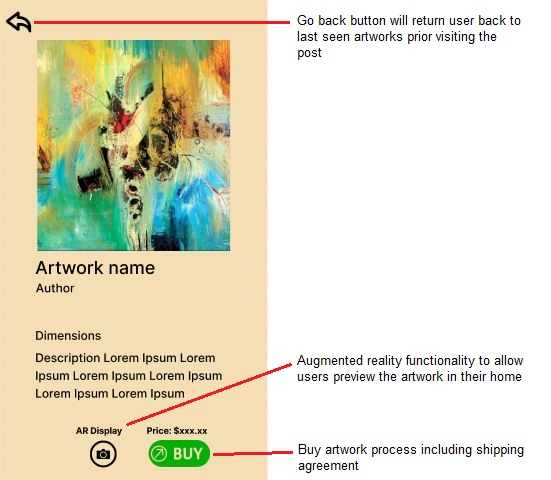 Go back button will return user back to
last seen artworks prior visiting the
post
Artwork name
Author
Dimensions
Description Lorem Ipsum Lorem
Ipsum Lorem Ipsum Lorem Ipsum
Lorem Ipsum Lorem Ipsum
Augmented reality functionality to allow
users preview the artwork in their home
AR Display
Price: $xxx.xx
BUY
Buy artwork process including shipping
agreement